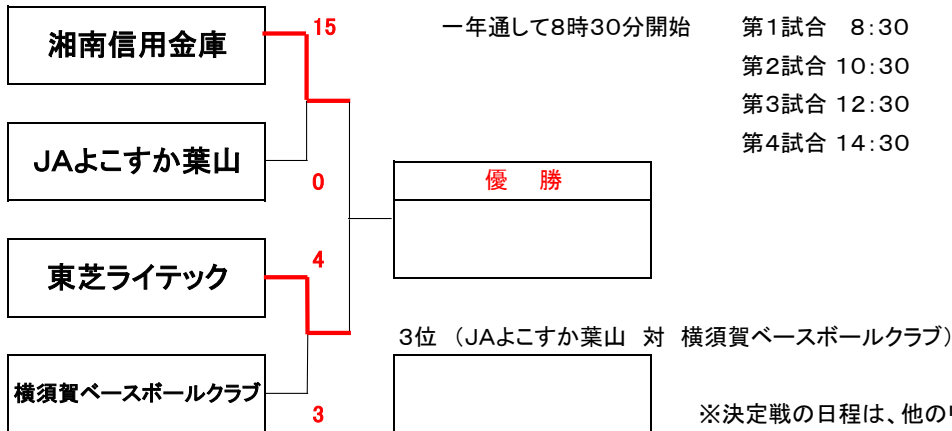 湘南信用金庫
15
一年通して8時30分開始
第1試合 8:30
第2試合 10:30
第3試合 12:30
第4試合 14:30
JAよこすか葉山
0
優 勝
東芝ライテック
4
3位 (JAよこすか葉山 対 横須賀ベースボールクラブ)
横須賀ベースボールクラブ
3
※決定戦の日程は、他の